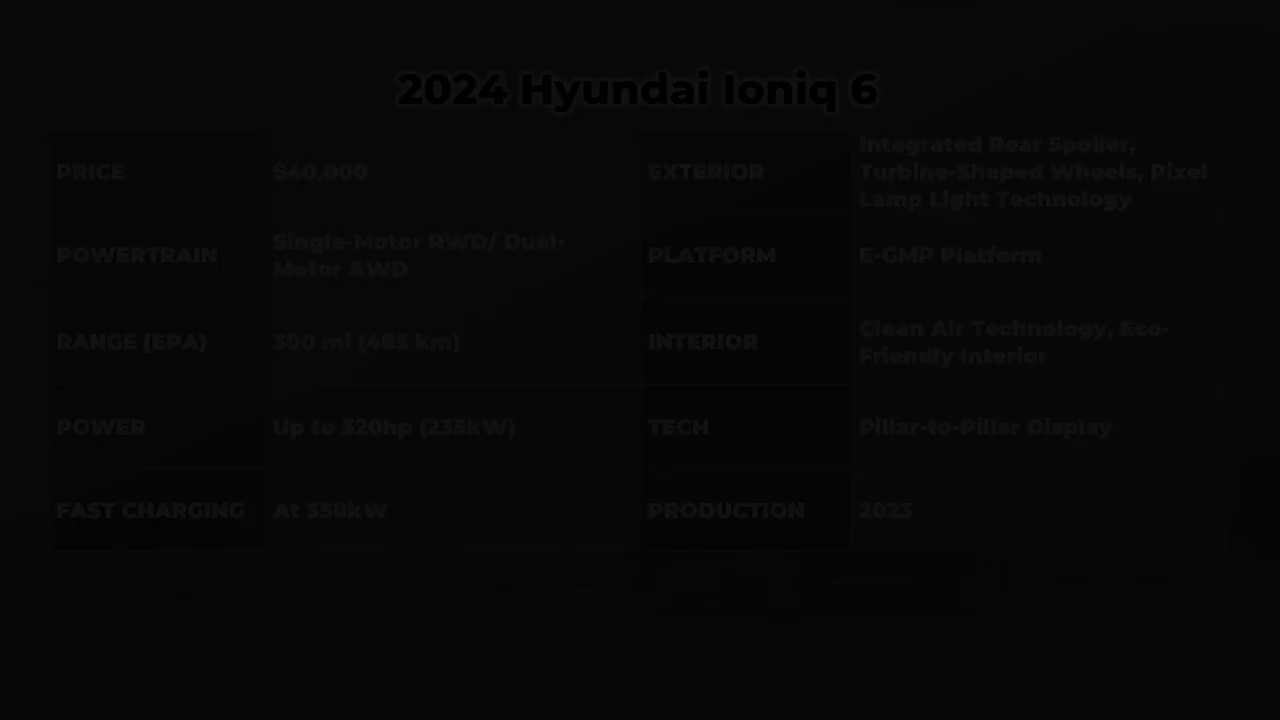 2024 Hyundai Ioniq 6
PRICE
$40,000
EXTERIOR
Integrated Rear Spoiler,
Turbine-Shaped Wheels, Pixel
Lamp Light Technology
POWERTRAIN
Single-Motor RWD/ Dual-
Motor AWD
PLATFORM
E-GMP Platform
RANGE (EPA)
300 mi (485 km)
INTERIOR
Clean Air Technology, Eco-
Friendly Interior
POWER
Up to 320hp (235kW)
TECH
Pillar-to-Pillar Display
FAST CHARGING
At 350kW
PRODUCTION
2023